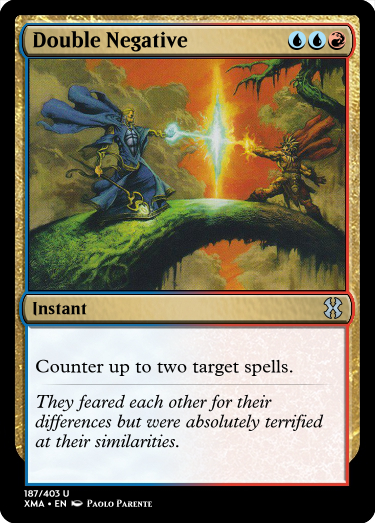 Double Negative
Instant
Counter up to two target spells.
They feared each other for their
differences but were absolutely terrified
at their similarities.
187/403 U
XMA • EN Paolo Parente